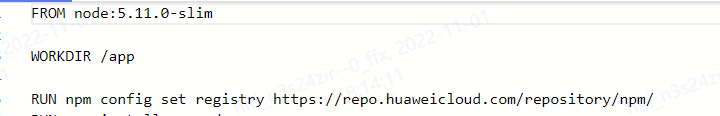 FROM node:5.11.0-slim
WORKDIR /app
RUN npm config set registry https://repo.huaweicloud.com/repository/npm/